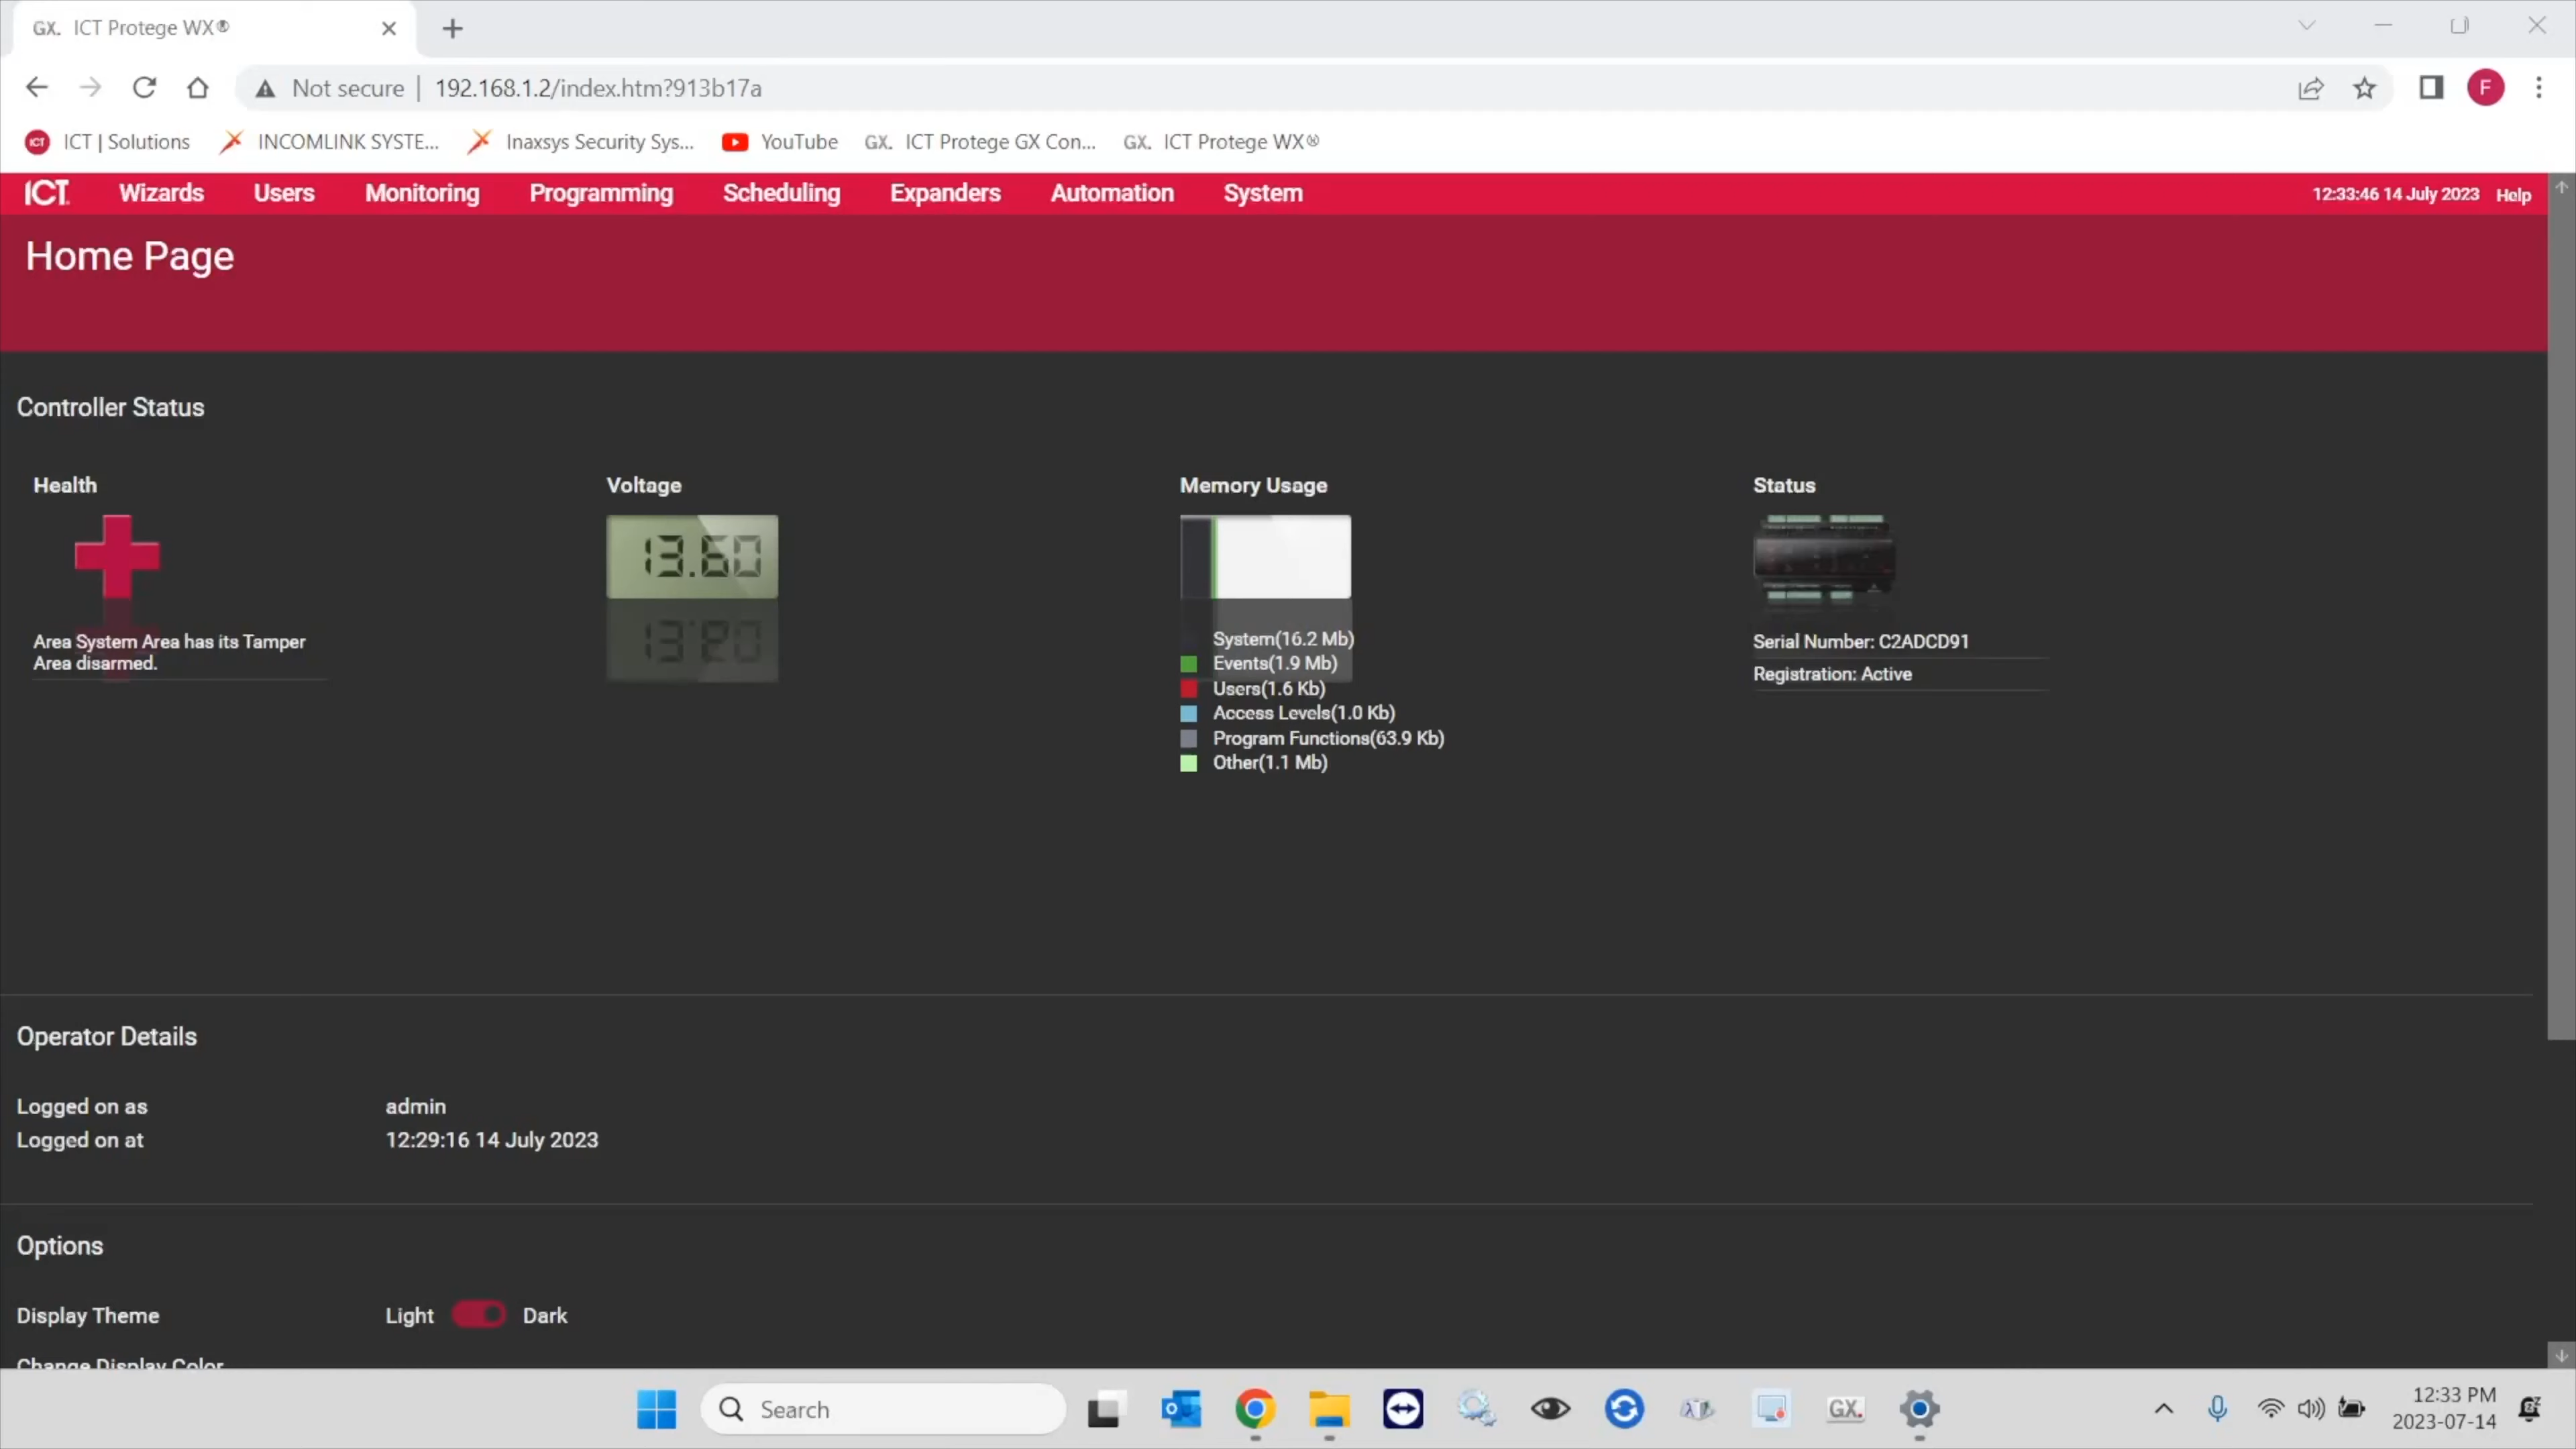 GX. ICT Protege WX®
Not secure | 192.168.1.2/index.htm?913b17a
F
ICT ICT | Solutions INCOMLINK SYSTE... Inaxsys Security Sys... YouTube GX. ICT Protege GX Con... GX. ICT Protege WX®
ICT. Wizards Users Monitoring Programming Scheduling Expanders Automation System 12:33:46 14 July 2023 Help
Home Page
Controller Status
Health Voltage Memory Usage Status
13.60
Area System Area has its Tamper
Area disarmed.
System(16.2 Mb)
Events(1.9 Mb)
Users(1.6 Kb)
Access Levels(1.0 Kb)
Program Functions(63.9 Kb)
Other(1.1 Mb)
Serial Number: C2ADCD91
Registration: Active
Operator Details
Logged on as admin
Logged on at 12:29:16 14 July 2023
Options
Display Theme Light Dark
Change Display Color
Search
GX.
12:33 PM
2023-07-14